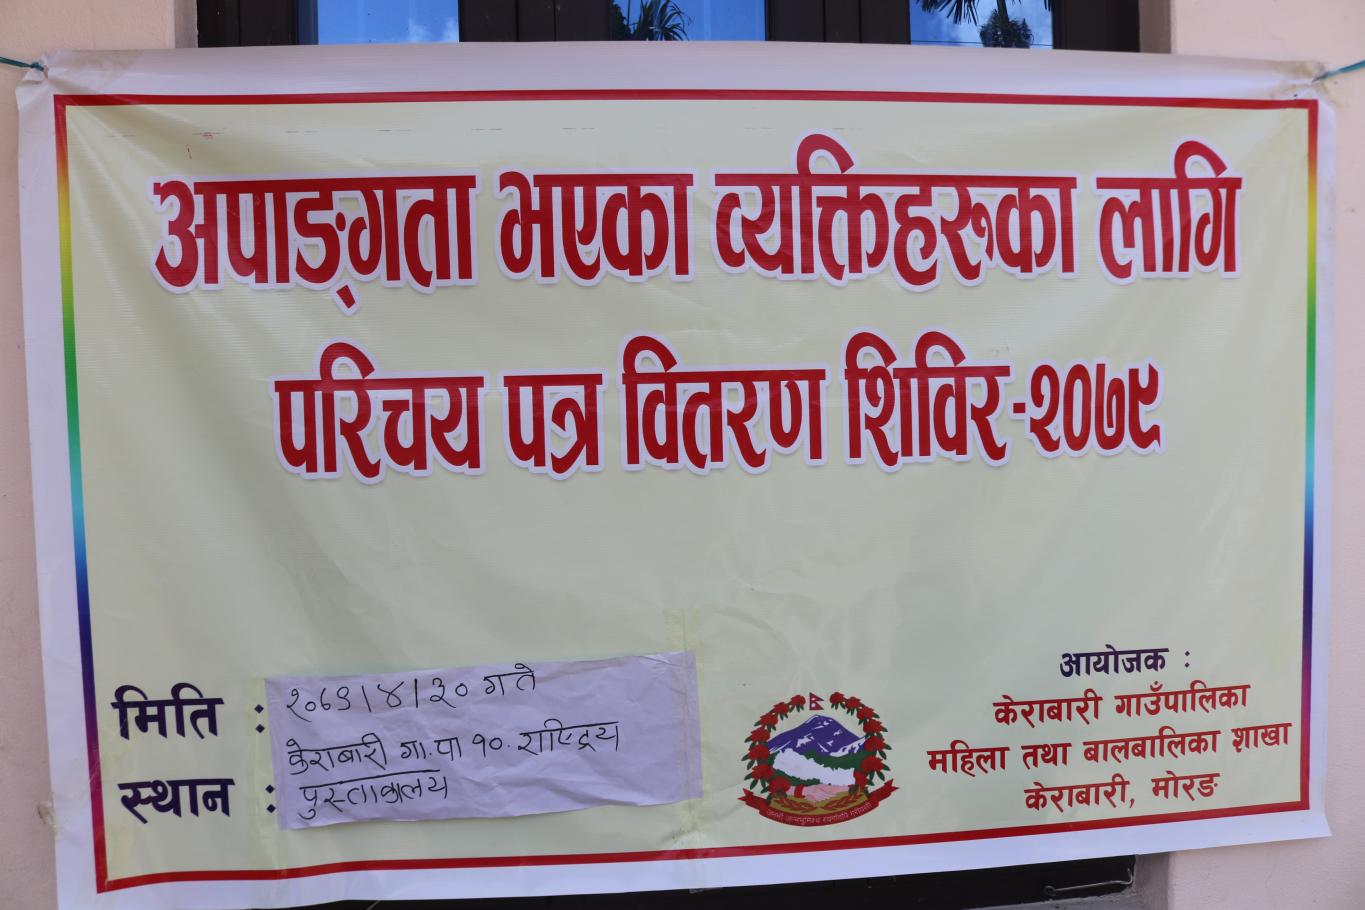 अपाङ्गता भएका व्यक्तिहरूका लागि
परिचय पत्र वितरण शिविर-२०७९
मिति : २०७९।४।३० गते
स्थान : केराबारी गा.पा १०. राष्ट्रिय
पुस्तकालय
आयोजक :
केराबारी गाउँपालिका
महिला तथा बालबालिका शाखा
केराबारी, मोरङ